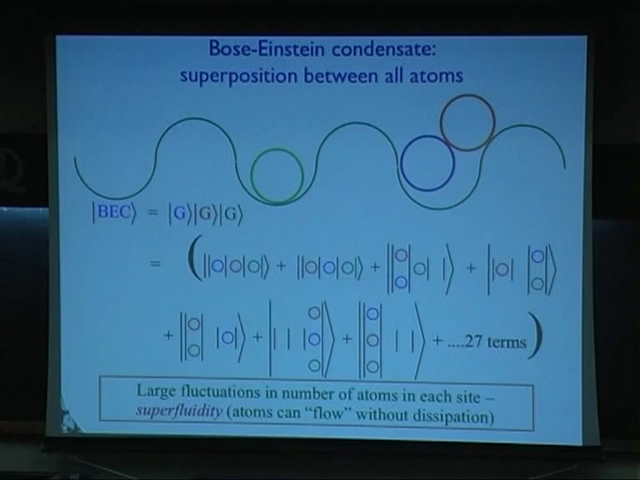 Bose-Einstein condensate:
superposition between all atoms
|BEC⟩ = |G⟩|G⟩|G⟩
= ( ||○|○|○|⟩ + ||○|○|○|⟩ + ||○○|○| |⟩ + ||○| |○○|⟩
+ ||○○| |○|⟩ + || | |○○○|⟩ + ||○○○| | |⟩ + ....27 terms )
Large fluctuations in number of atoms in each site –
superfluidity (atoms can “flow” without dissipation)